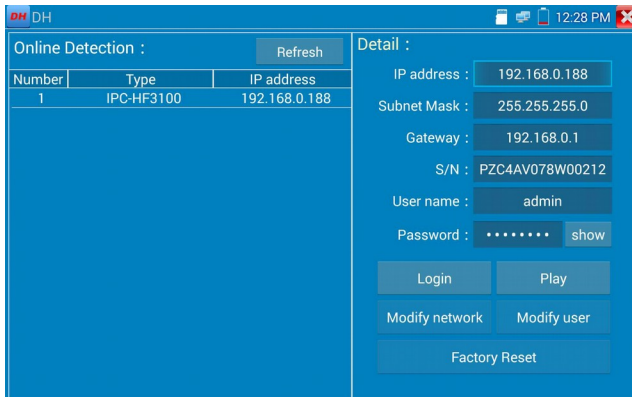 DH DH 12:28 PM
Online Detection :
Refresh
Number Type IP address
1 IPC-HF3100 192.168.0.188
Detail :
IP address : 192.168.0.188
Subnet Mask : 255.255.255.0
Gateway : 192.168.0.1
S/N : PZC4AV078W00212
User name : admin
Password : •••••••• show
Login Play
Modify network Modify user
Factory Reset